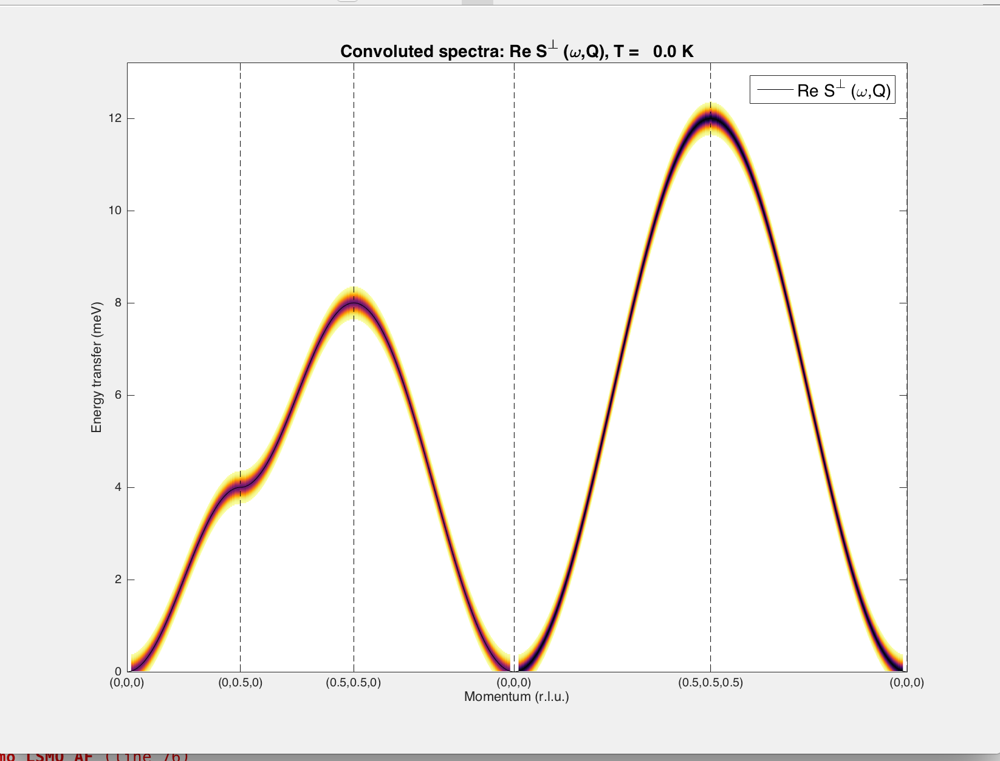 Convoluted spectra: Re S⊥ (ω,Q), T = 0.0 K
Re S⊥ (ω,Q)
12
10
8
6
4
2
0
Energy transfer (meV)
(0,0,0) (0,0.5,0) (0.5,0.5,0) (0,0,0) (0.5,0.5,0.5) (0,0,0)
Momentum (r.l.u.)
LSMO AF (line 76)